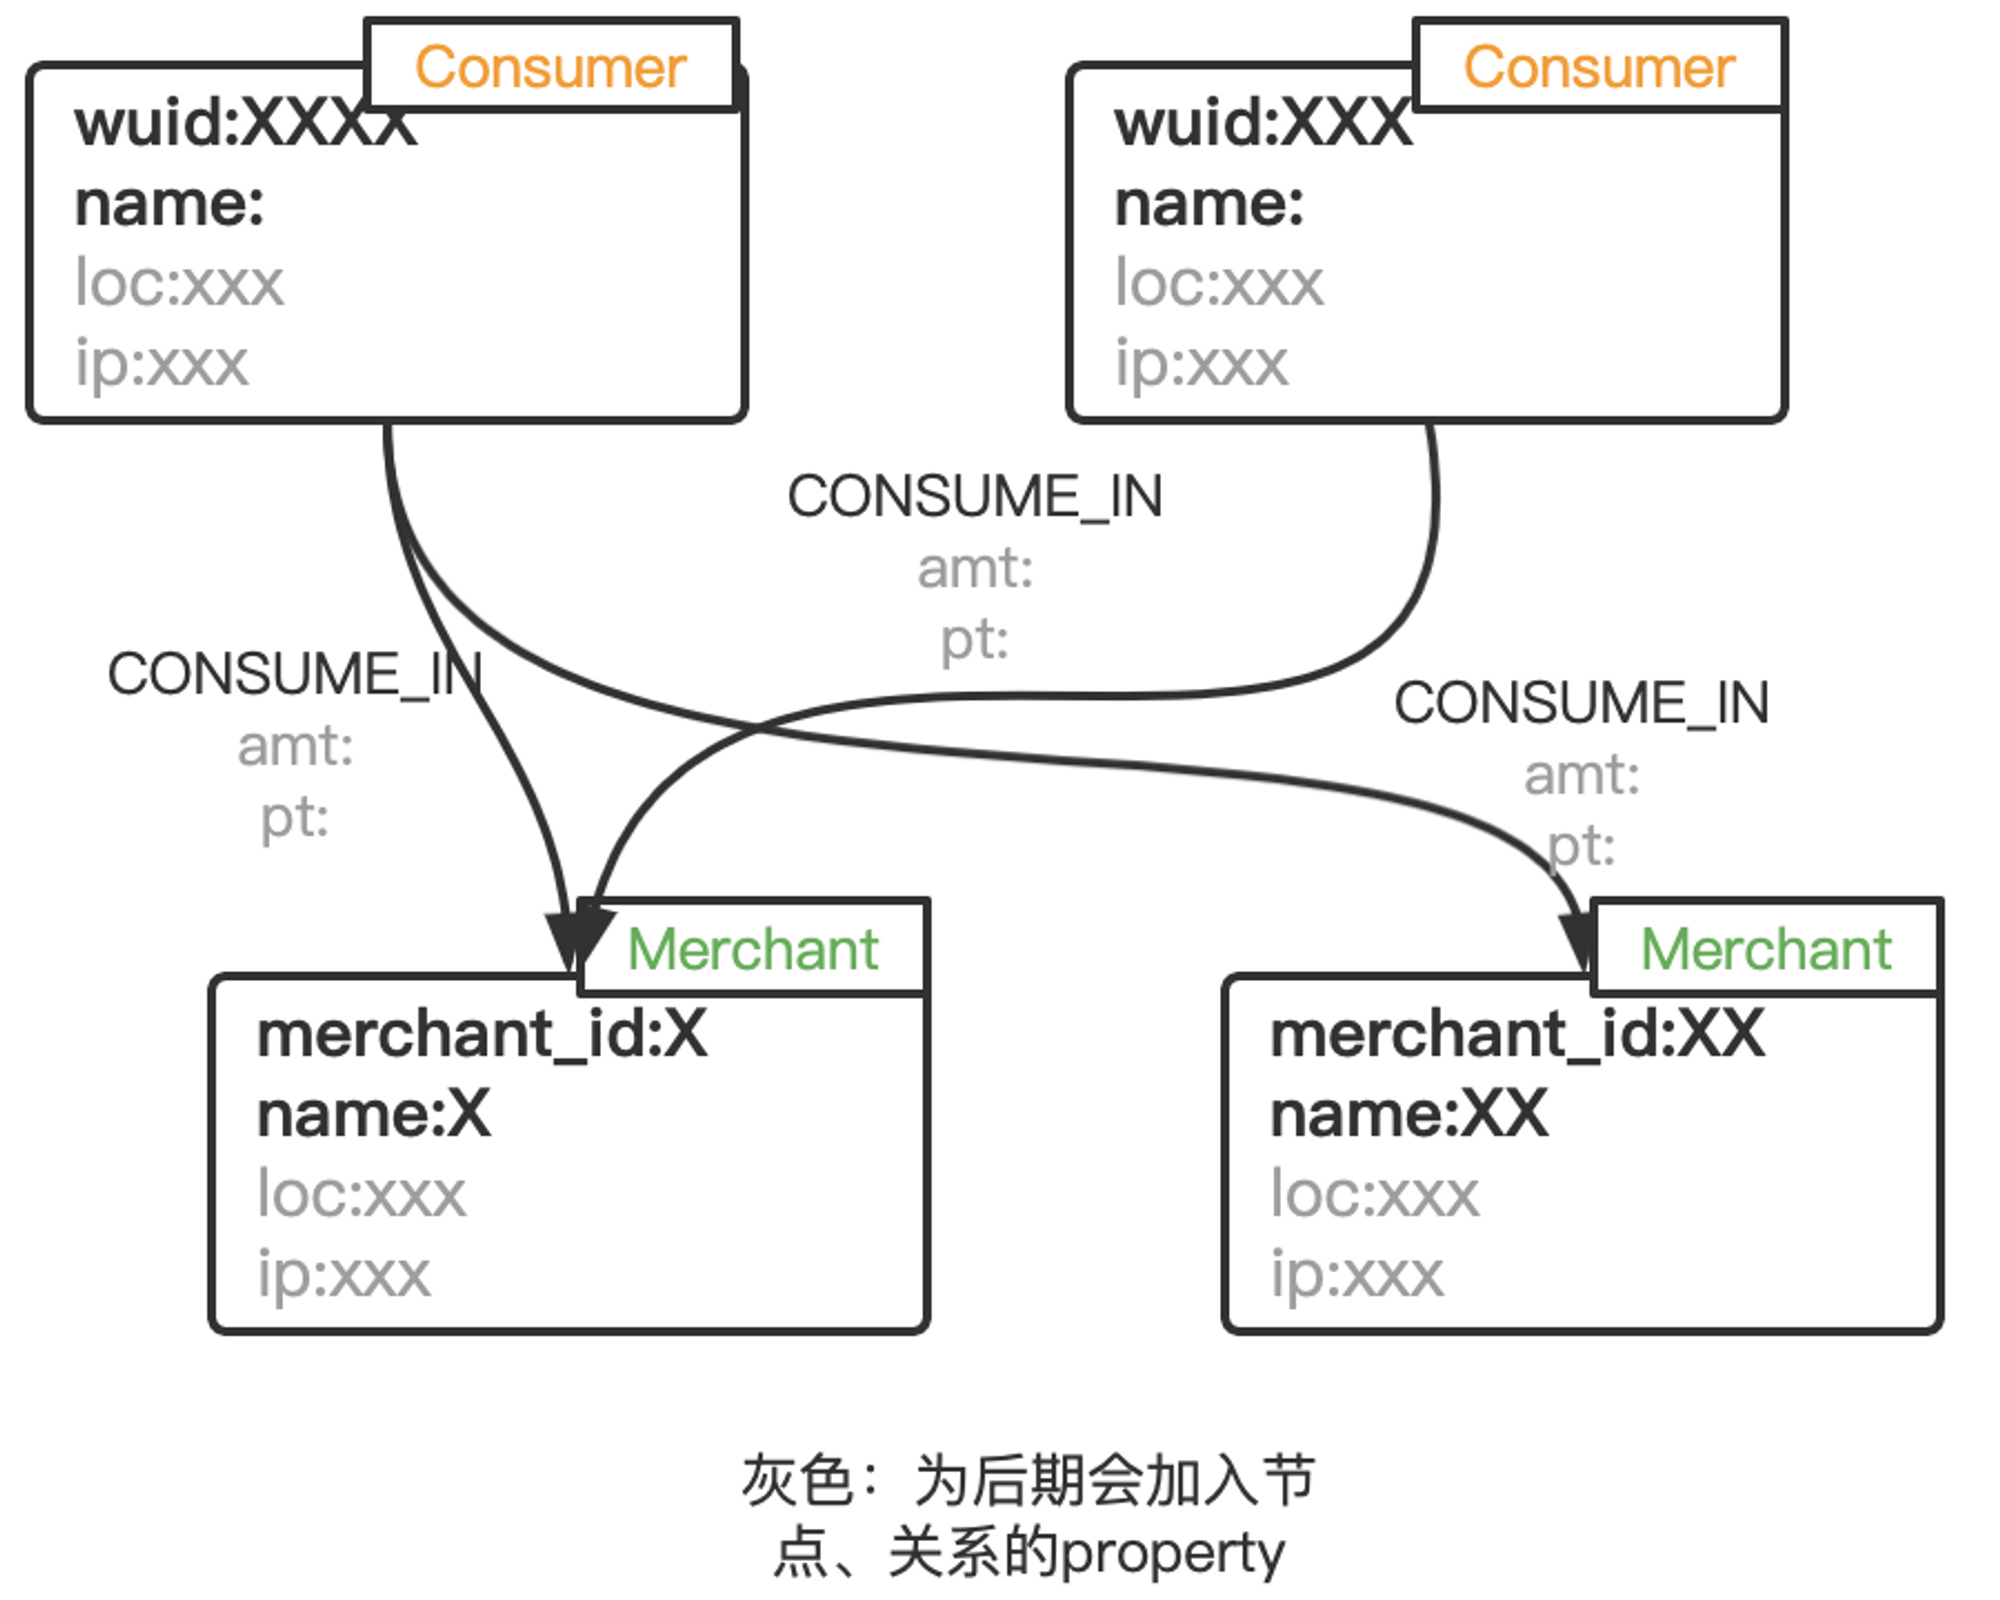 Consumer
wuid:XXXX
name:
loc:xxx
ip:xxx
Consumer
wuid:XXX
name:
loc:xxx
ip:xxx
CONSUME_IN
amt:
pt:
CONSUME_IN
amt:
pt:
CONSUME_IN
amt:
pt:
Merchant
merchant_id:X
name:X
loc:xxx
ip:xxx
Merchant
merchant_id:XX
name:XX
loc:xxx
ip:xxx
灰色：为后期会加入节
点、关系的property